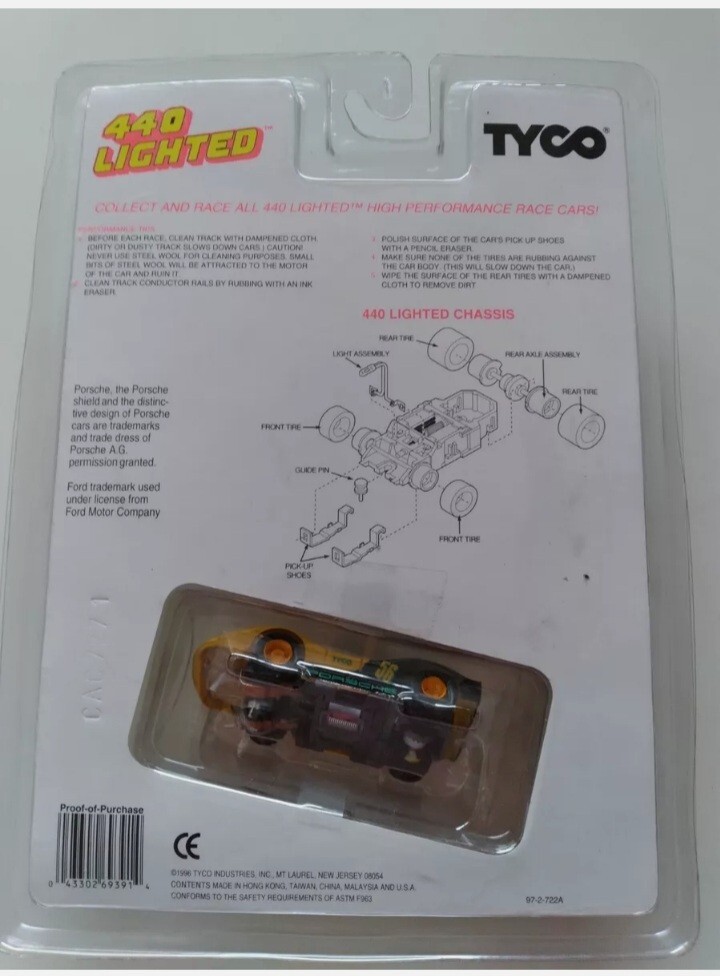 440
LIGHTED™
TYCO®
COLLECT AND RACE ALL 440 LIGHTED™ HIGH PERFORMANCE RACE CARS!
PERFORMANCE TIPS
BEFORE EACH RACE, CLEAN TRACK WITH DAMPENED CLOTH.
(DIRTY OR DUSTY TRACK SLOWS DOWN CARS.) CAUTION!
NEVER USE STEEL WOOL FOR CLEANING PURPOSES. SMALL
BITS OF STEEL WOOL WILL BE ATTRACTED TO THE MOTOR
OF THE CAR AND RUIN IT.
CLEAN TRACK CONDUCTOR RAILS BY RUBBING WITH AN INK
ERASER.
POLISH SURFACE OF THE CAR'S PICK UP SHOES
WITH A PENCIL ERASER.
MAKE SURE NONE OF THE TIRES ARE RUBBING AGAINST
THE CAR BODY. (THIS WILL SLOW DOWN THE CAR.)
WIPE THE SURFACE OF THE REAR TIRES WITH A DAMPENED
CLOTH TO REMOVE DIRT.
440 LIGHTED CHASSIS
REAR TIRE
LIGHT ASSEMBLY
REAR AXLE ASSEMBLY
REAR TIRE
FRONT TIRE
GUIDE PIN
FRONT TIRE
PICK-UP
SHOES
Porsche, the Porsche
shield and the distinc-
tive design of Porsche
cars are trademarks
and trade dress of
Porsche A.G.
permission granted.
Ford trademark used
under license from
Ford Motor Company
TYCO
56
PORSCHE
Proof-of-Purchase
0 43302 69391 4
CE
©1996 TYCO INDUSTRIES, INC., MT. LAUREL, NEW JERSEY 08054
CONTENTS MADE IN HONG KONG, TAIWAN, CHINA, MALAYSIA AND U.S.A.
CONFORMS TO THE SAFETY REQUIREMENTS OF ASTM F963
97-2-722A